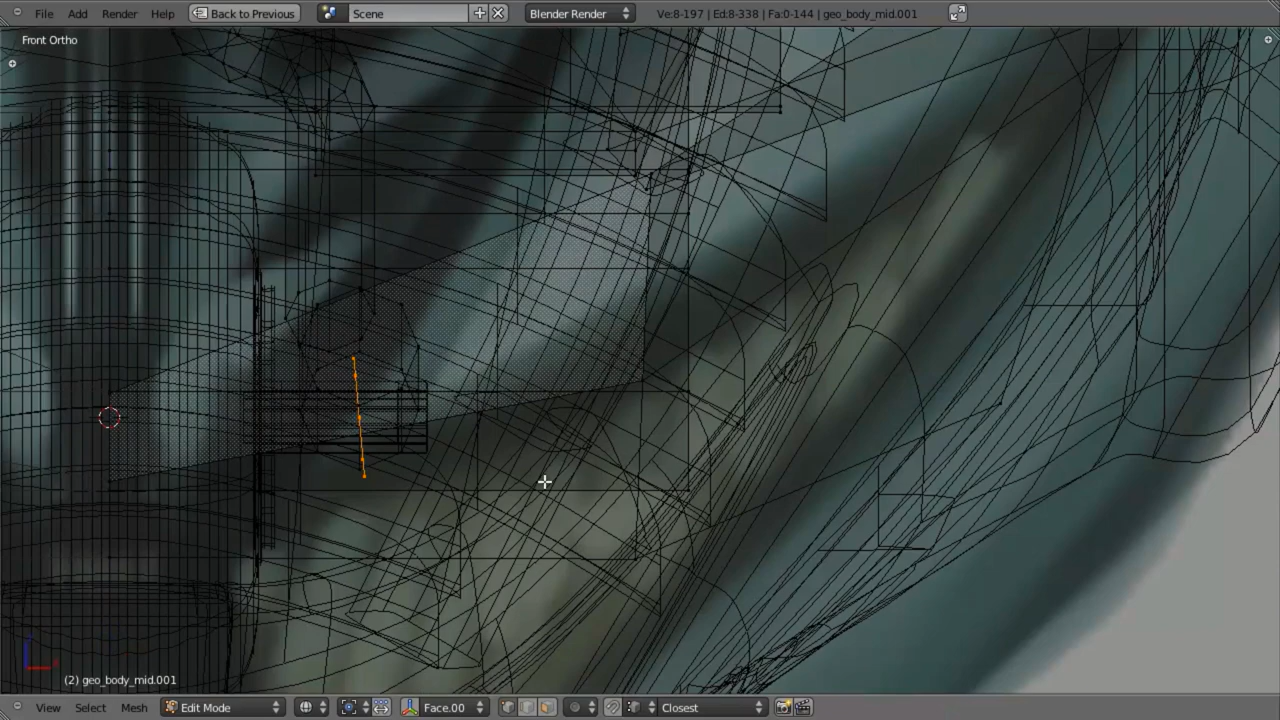 File Add Render Help Back to Previous Scene Blender Render Ve:8-197 | Ed:8-338 | Fa:0-144 | geo_body_mid.001
Front Ortho
(2) geo_body_mid.001
View Select Mesh Edit Mode Face.00 Closest